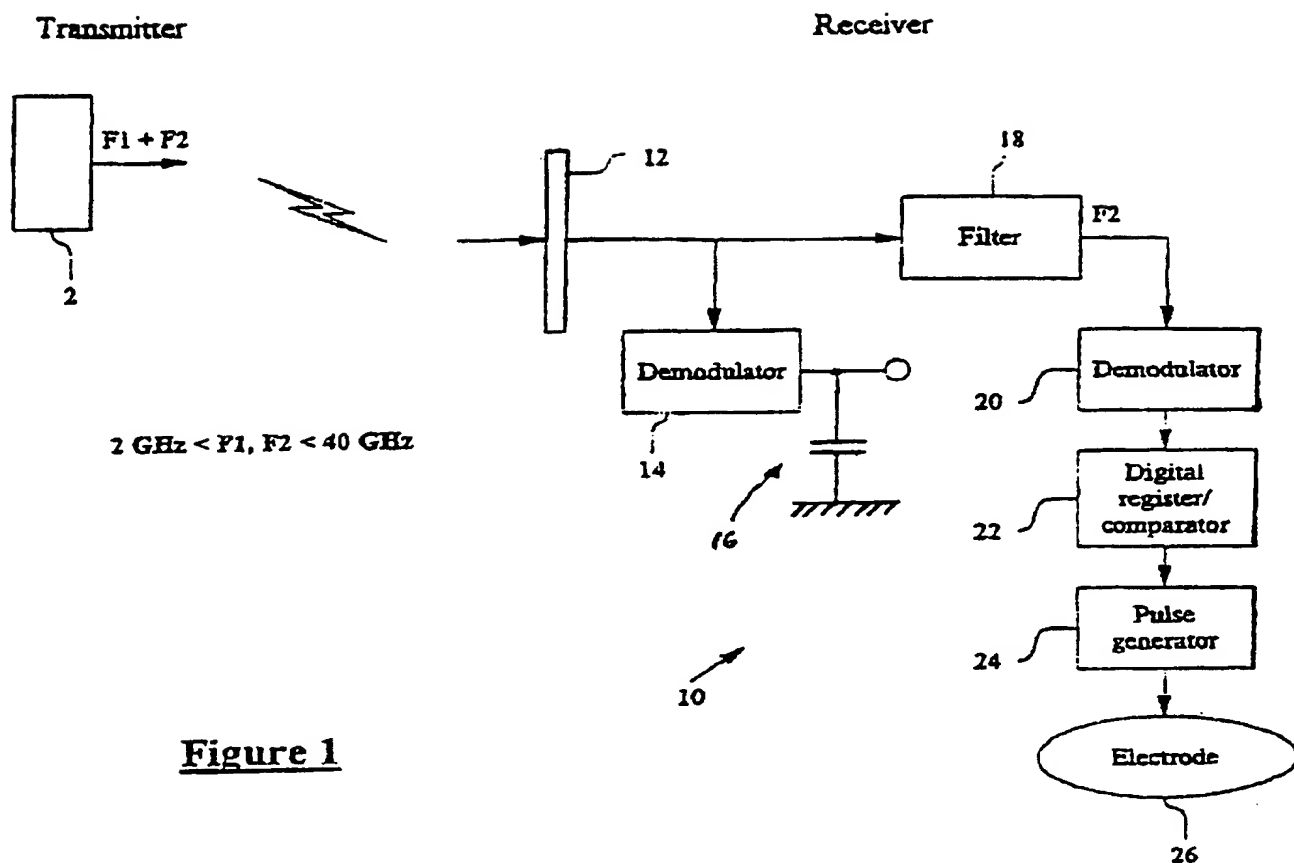 Transmitter
Receiver
F1 + F2
2
12
18
Filter
F2
Demodulator
14
16
Demodulator
20
2 GHz < F1, F2 < 40 GHz
Digital
register/
comparator
22
Pulse
generator
24
10
Electrode
26
Figure 1